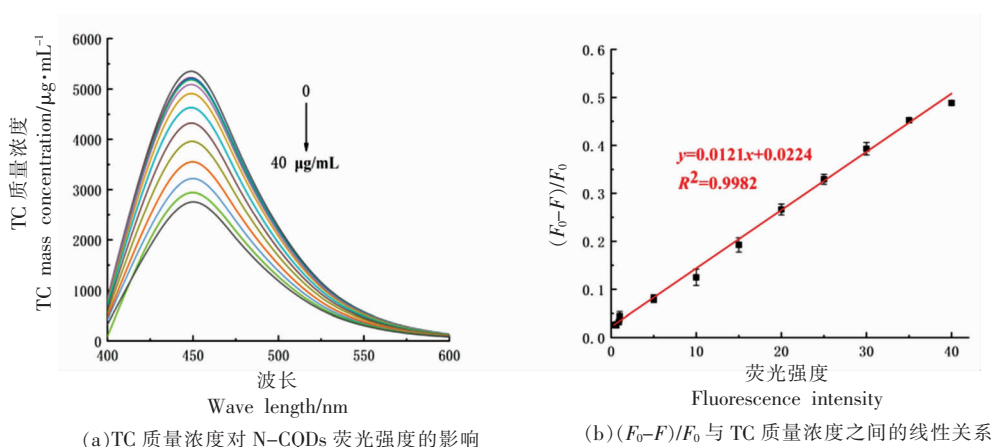 TC 质量浓度
TC mass concentration/μg·mL⁻¹
6000
5000
4000
3000
2000
1000
0
0
40 μg/mL
400
450
500
550
600
波长
Wave length/nm
(a)TC 质量浓度对 N-CQDs 荧光强度的影响
(F₀-F)/F₀
0.6
0.5
0.4
0.3
0.2
0.1
0.0
y=0.0121x+0.0224
R²=0.9982
0
10
20
30
40
荧光强度
Fluorescence intensity
(b)(F₀-F)/F₀ 与 TC 质量浓度之间的线性关系